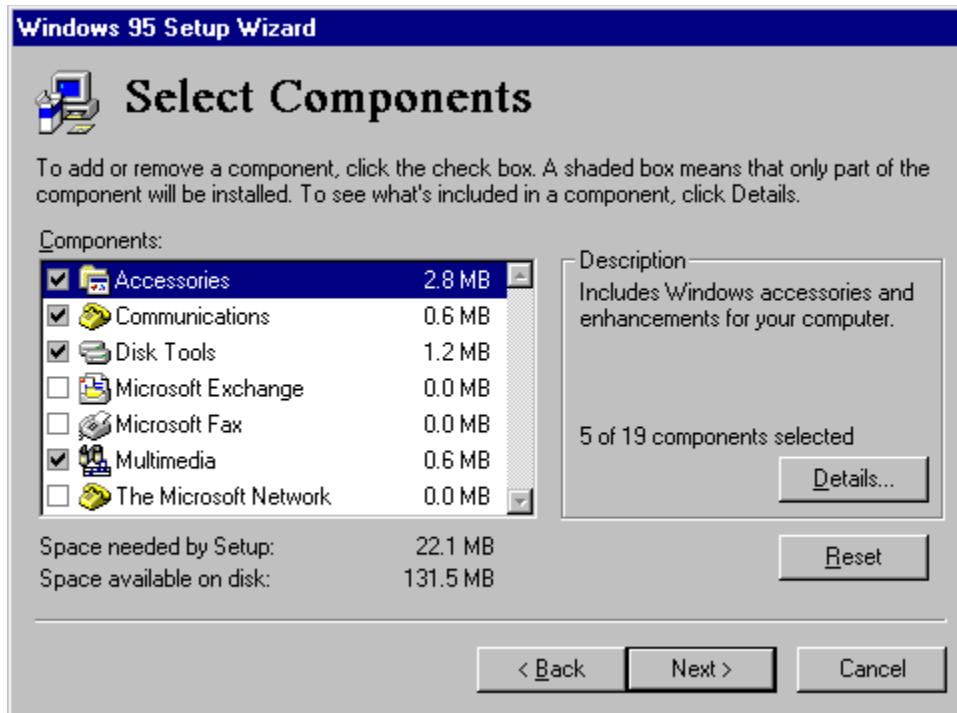 Windows 95 Setup Wizard
Select Components
To add or remove a component, click the check box. A shaded box means that only part of the
component will be installed. To see what's included in a component, click Details.
Components:
Accessories 2.8 MB
Communications 0.6 MB
Disk Tools 1.2 MB
Microsoft Exchange 0.0 MB
Microsoft Fax 0.0 MB
Multimedia 0.6 MB
The Microsoft Network 0.0 MB
Description
Includes Windows accessories and
enhancements for your computer.
5 of 19 components selected
Details...
Space needed by Setup: 22.1 MB
Space available on disk: 131.5 MB
Reset
< Back
Next >
Cancel